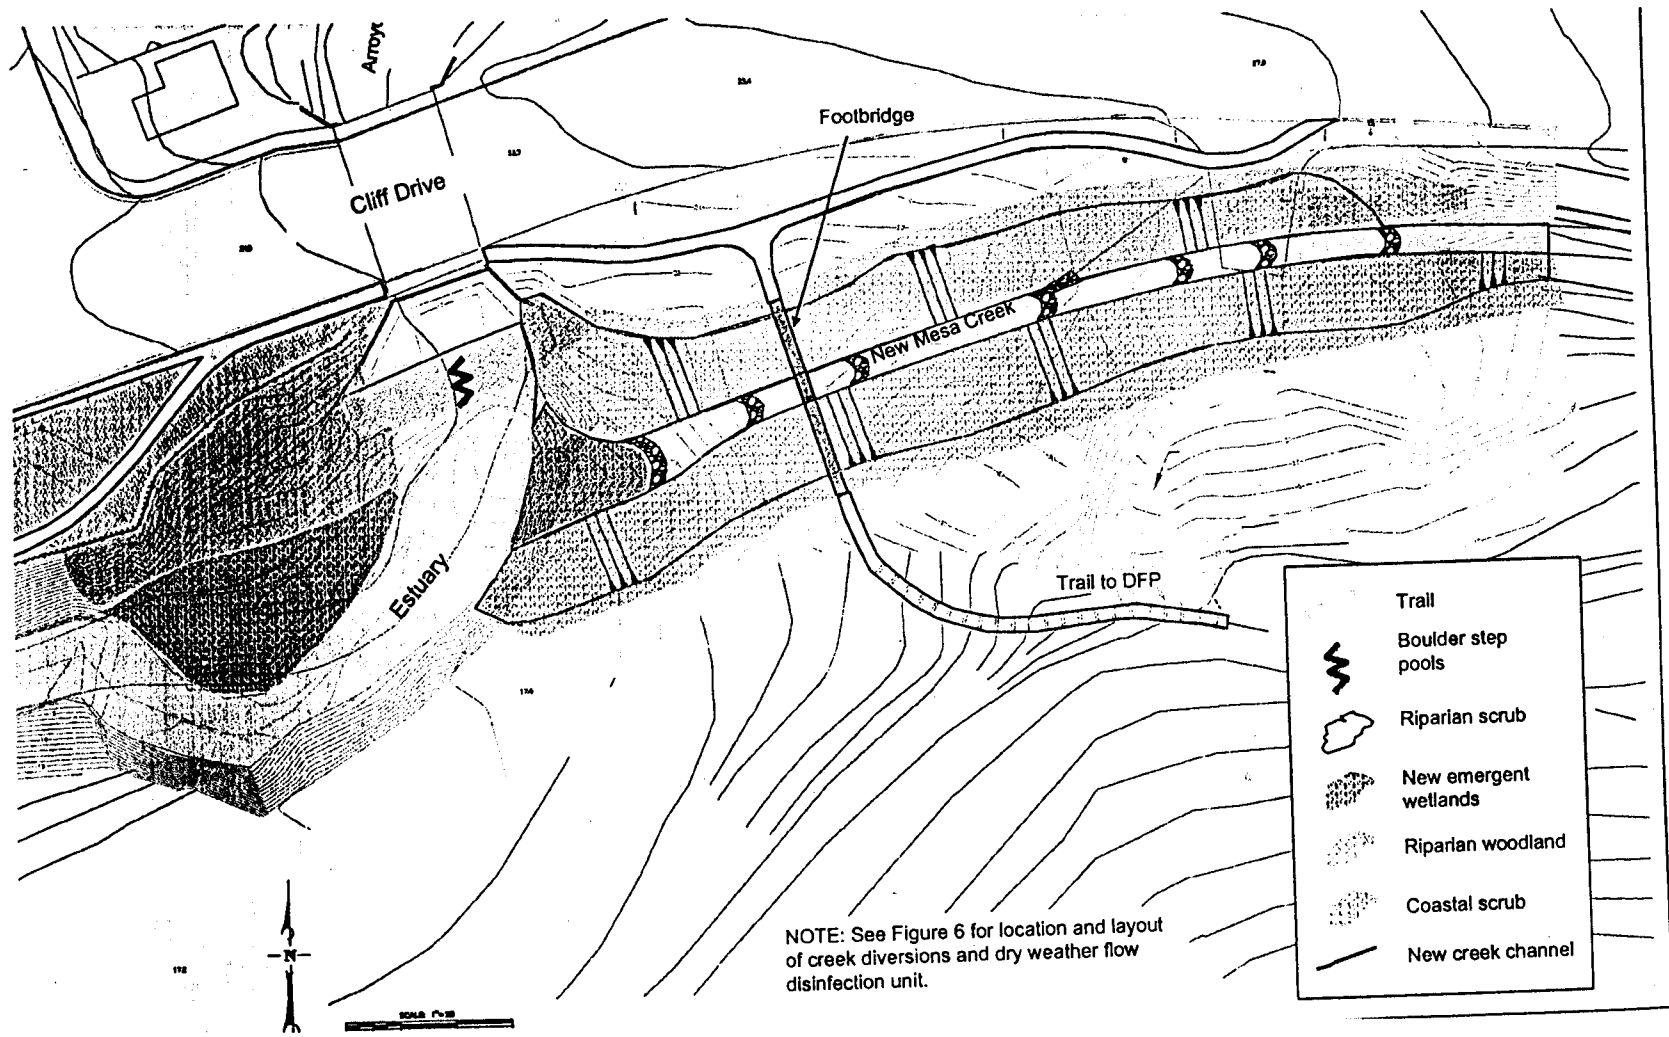 Arroyo
Footbridge
Cliff Drive
New Mesa Creek
Estuary
Trail to DFP
Trail
Boulder step
pools
Riparian scrub
New emergent
wetlands
Riparian woodland
Coastal scrub
New creek channel
NOTE: See Figure 6 for location and layout
of creek diversions and dry weather flow
disinfection unit.
N